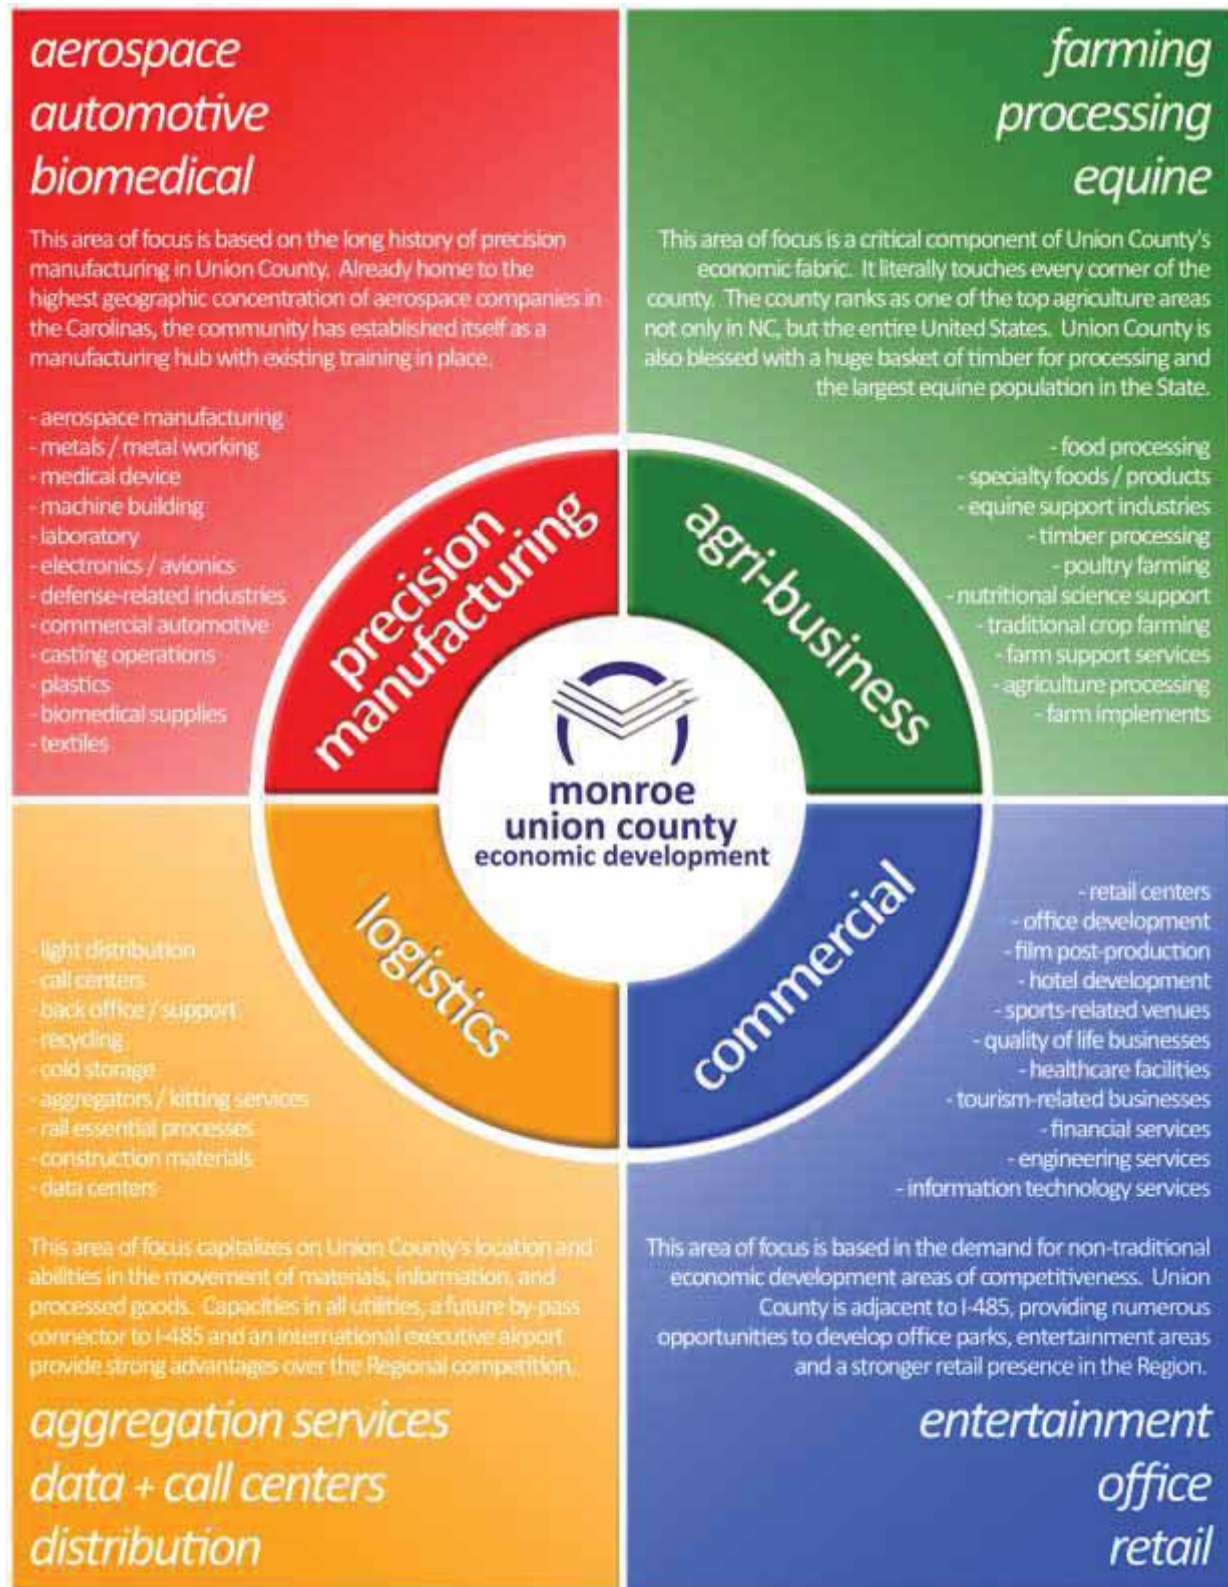 aerospace
automotive
biomedical
This area of focus is based on the long history of precision
manufacturing in Union County. Already home to the
highest geographic concentration of aerospace companies in
the Carolinas, the community has established itself as a
manufacturing hub with existing training in place.
- aerospace manufacturing
- metals / metal working
- medical device
- machine building
- laboratory
- electronics / avionics
- defense-related industries
- commercial automotive
- casting operations
- plastics
- biomedical supplies
- textiles
farming
processing
equine
This area of focus is a critical component of Union County's
economic fabric. It literally touches every corner of the
county. The county ranks as one of the top agriculture areas
not only in NC, but the entire United States. Union County is
also blessed with a huge basket of timber for processing and
the largest equine population in the State.
- food processing
- specialty foods / products
- equine support industries
- timber processing
- poultry farming
- nutritional science support
- traditional crop farming
- farm support services
- agriculture processing
- farm implements
precision
manufacturing
agri-business
monroe
union county
economic development
logistics
commercial
- light distribution
- call centers
- back office / support
- recycling
- cold storage
- aggregators / kitting services
- rail essential processes
- construction materials
- data centers
This area of focus capitalizes on Union County's location and
abilities in the movement of materials, information, and
processed goods. Capacities in all utilities, a future by-pass
connector to I-485 and an international executive airport
provide strong advantages over the Regional competition.
aggregation services
data + call centers
distribution
- retail centers
- office development
- film post-production
- hotel development
- sports-related venues
- quality of life businesses
- healthcare facilities
- tourism-related businesses
- financial services
- engineering services
- information technology services
This area of focus is based in the demand for non-traditional
economic development areas of competitiveness. Union
County is adjacent to I-485, providing numerous
opportunities to develop office parks, entertainment areas
and a stronger retail presence in the Region.
entertainment
office
retail